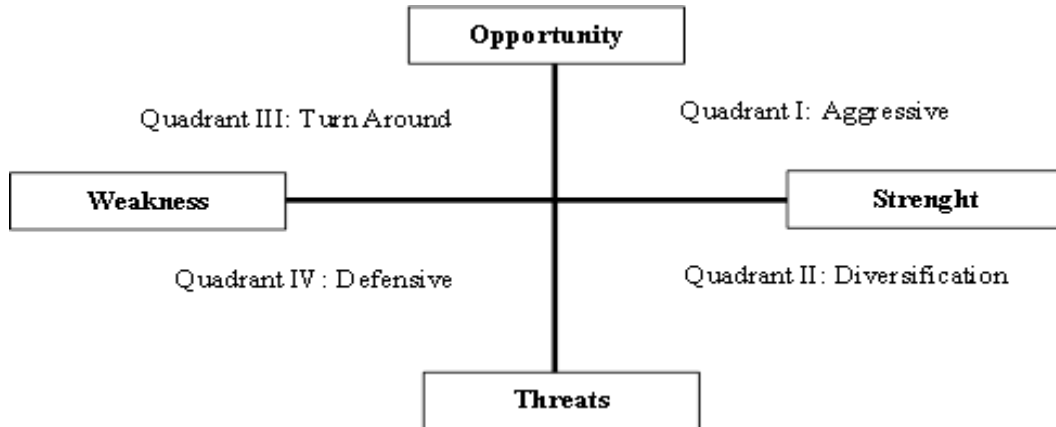 Opportunity
Quadrant III: Turn Around
Quadrant I: Aggressive
Weakness
Strenght
Quadrant IV : Defensive
Quadrant II: Diversification
Threats